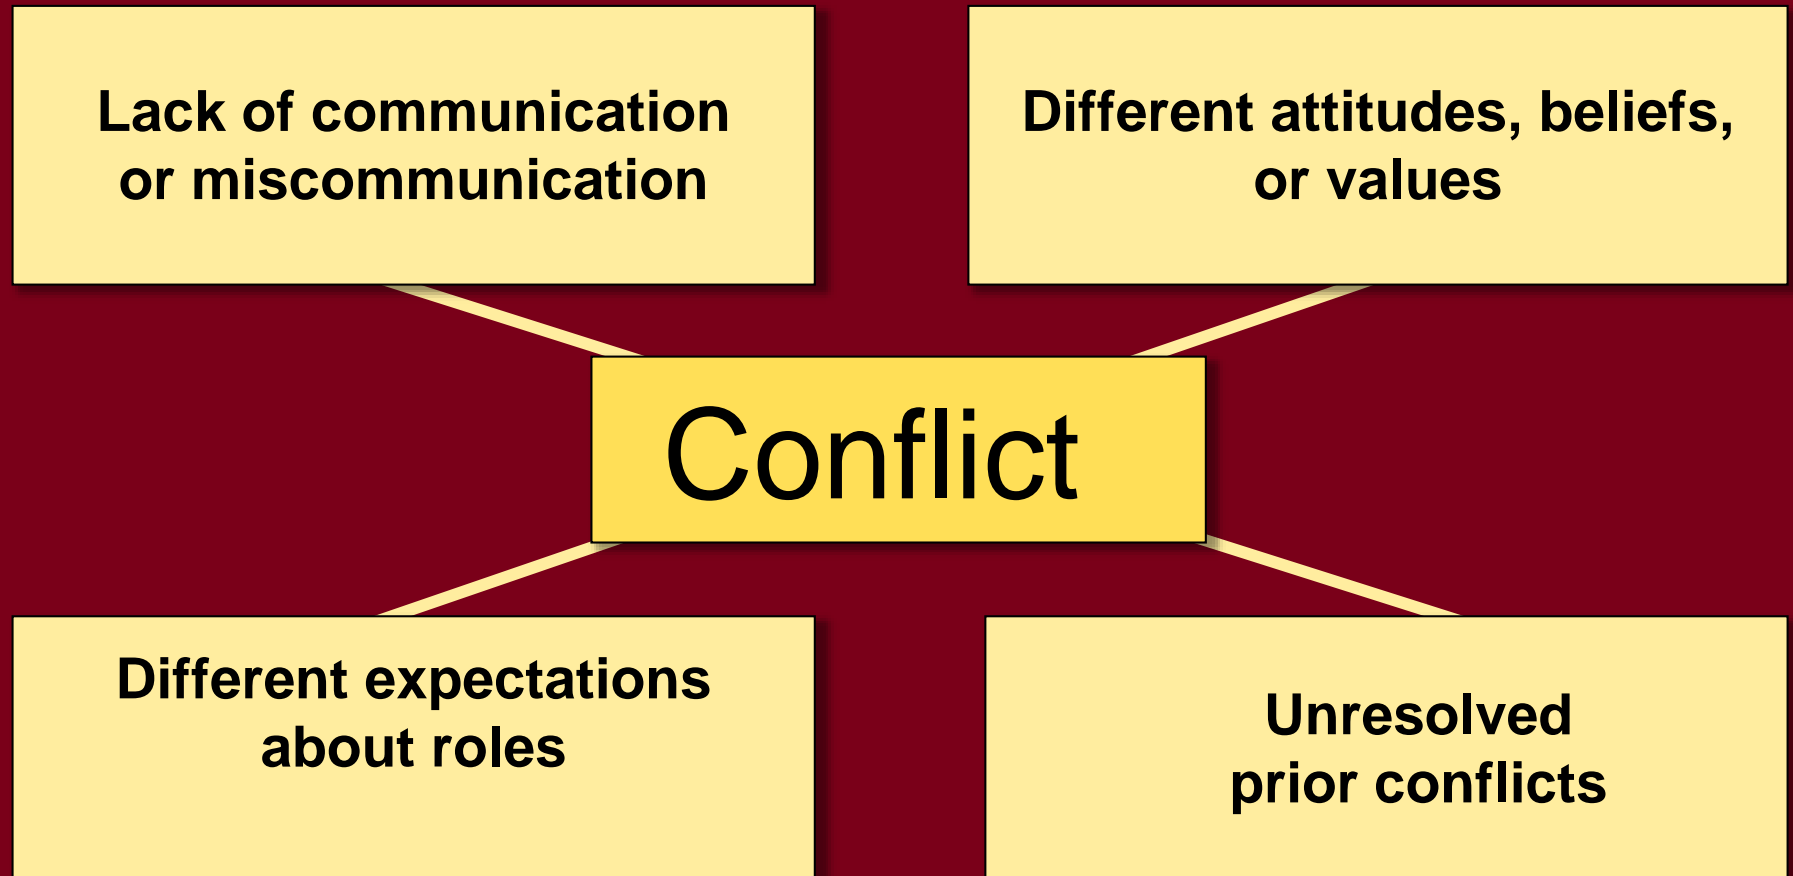 Lack of communication
or miscommunication
Different attitudes, beliefs,
or values
Conflict
Different expectations
about roles
Unresolved
prior conflicts